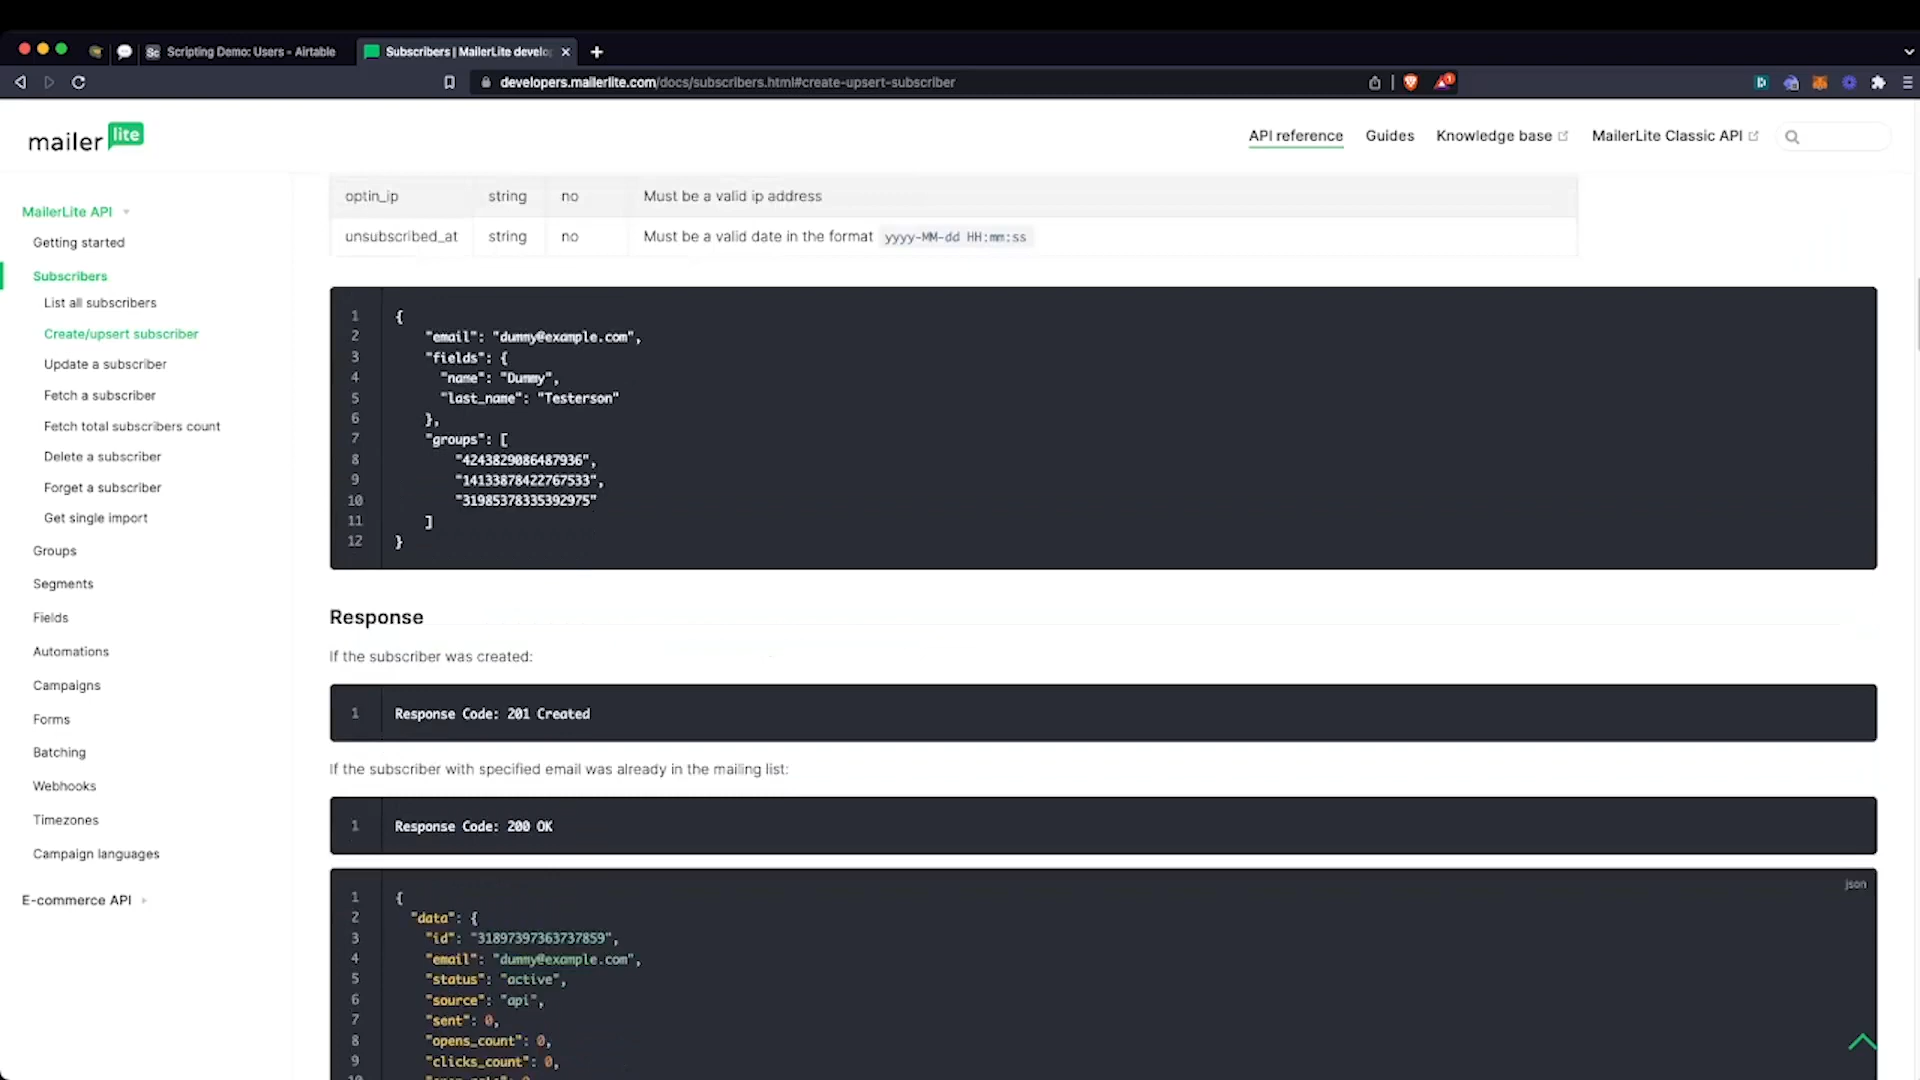 Scripting Demo: Users - Airtable
Subscribers | MailerLite develo
developers.mailerlite.com/docs/subscribers.html#create-upsert-subscriber
mailer lite
API reference
Guides
Knowledge base
MailerLite Classic API
MailerLite API
Getting started
Subscribers
List all subscribers
Create/upsert subscriber
Update a subscriber
Fetch a subscriber
Fetch total subscribers count
Delete a subscriber
Forget a subscriber
Get single import
Groups
Segments
Fields
Automations
Campaigns
Forms
Batching
Webhooks
Timezones
Campaign languages
E-commerce API
optin_ip string no Must be a valid ip address
unsubscribed_at string no Must be a valid date in the format yyyy-MM-dd HH:mm:ss
1 {
2 "email": "dummy@example.com",
3 "fields": {
4 "name": "Dummy",
5 "last_name": "Testerson"
6 },
7 "groups": [
8 "4243829086487936",
9 "14133878422767533",
10 "31985378335392975"
11 ]
12 }
Response
If the subscriber was created:
1 Response Code: 201 Created
If the subscriber with specified email was already in the mailing list:
1 Response Code: 200 OK
json
1 {
2 "data": {
3 "id": "31897397363737859",
4 "email": "dummy@example.com",
5 "status": "active",
6 "source": "api",
7 "sent": 0,
8 "opens_count": 0,
9 "clicks_count": 0,